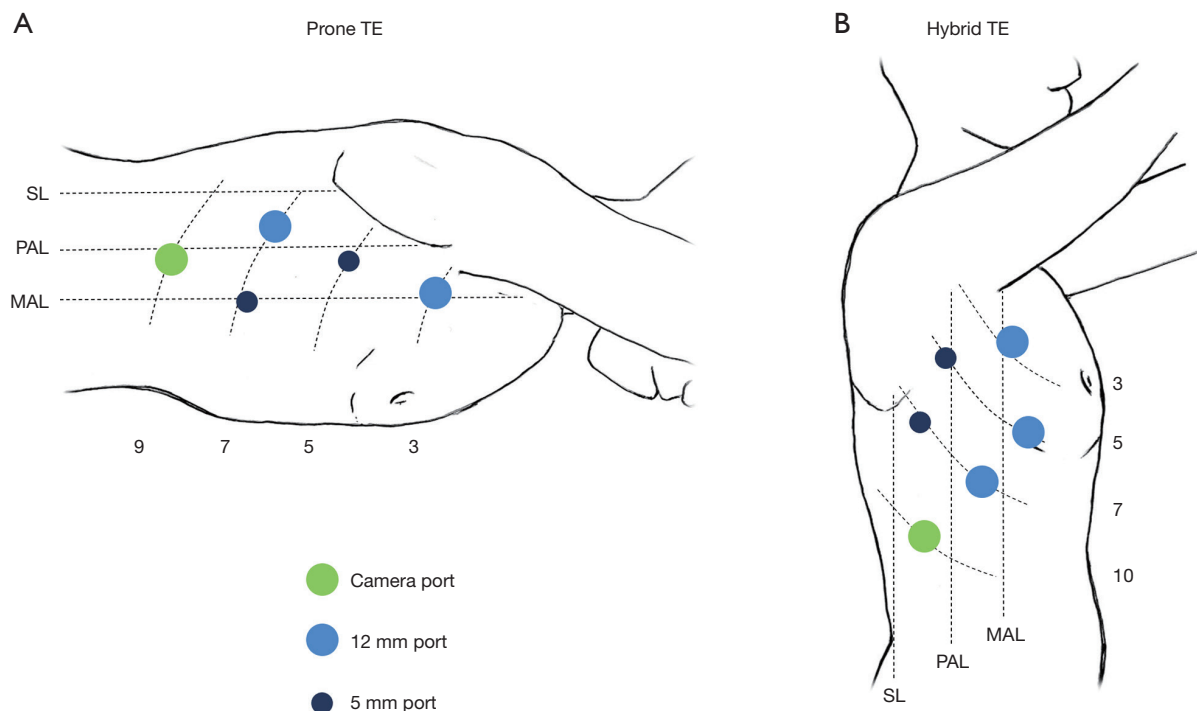 A
Prone TE
SL
PAL
MAL
9 7 5 3
Camera port
12 mm port
5 mm port
B
Hybrid TE
3
5
7
10
MAL
PAL
SL